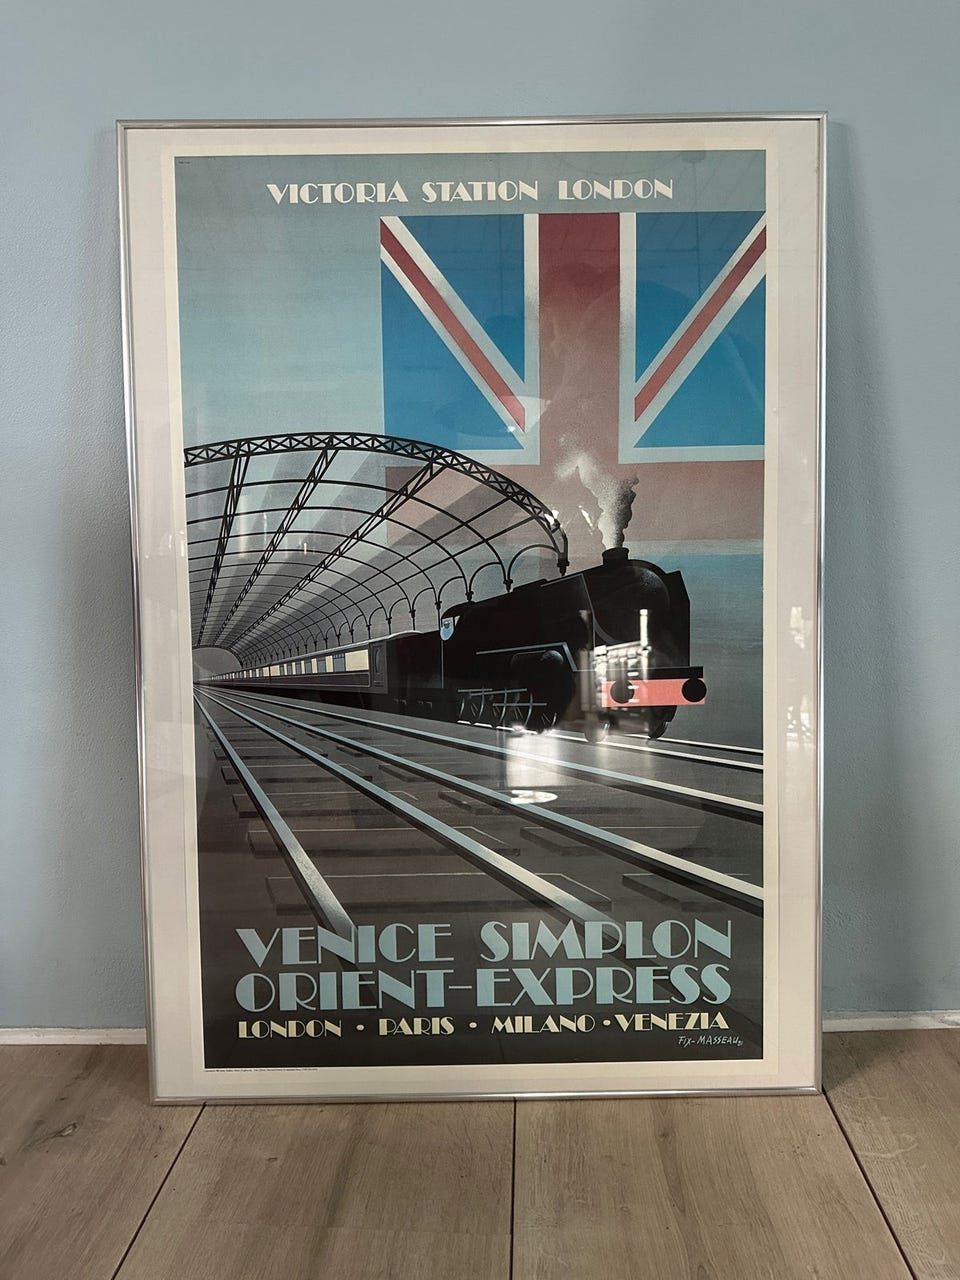 VICTORIA STATION LONDON
VENICE SIMPLON
ORIENT-EXPRESS
LONDON • PARIS • MILANO • VENEZIA
FIX-MASSEAU